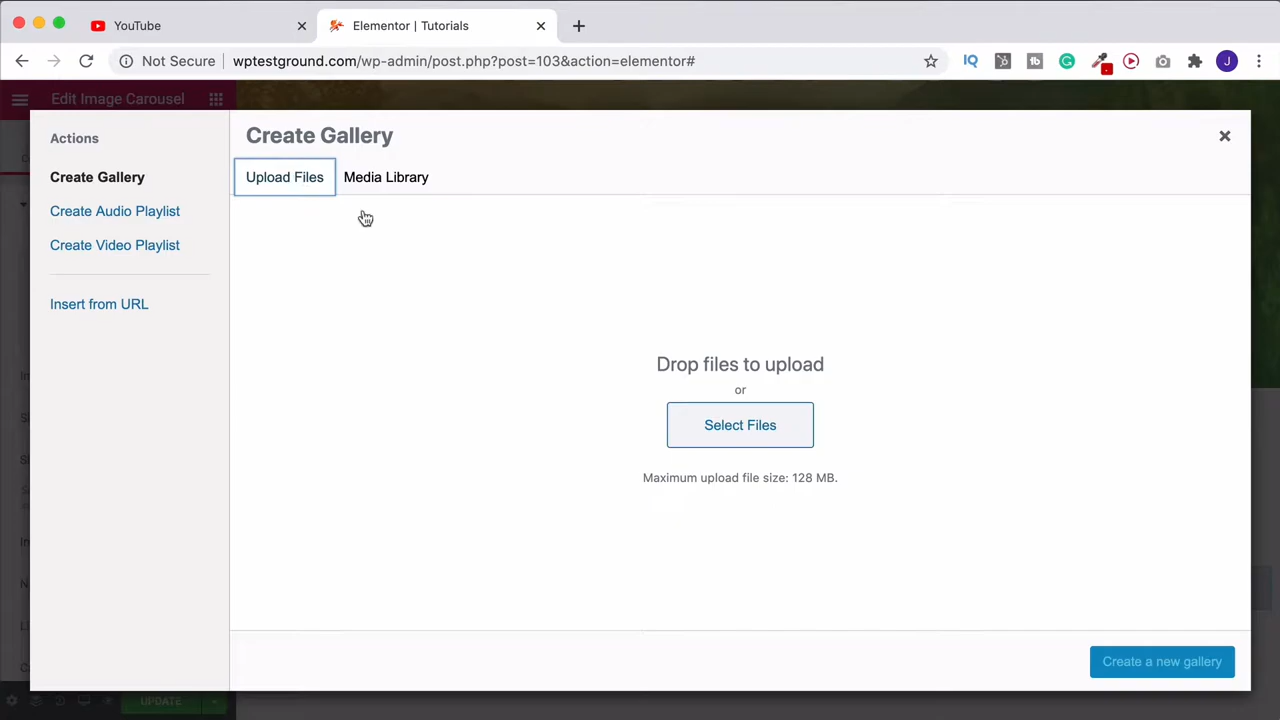 YouTube
Elementor | Tutorials
Not Secure
wptestground.com/wp-admin/post.php?post=103&action=elementor#
IQ
tb
J
Edit Image Carousel
Actions
Create Gallery
Create Audio Playlist
Create Video Playlist
Insert from URL
Create Gallery
Upload Files
Media Library
Drop files to upload
or
Select Files
Maximum upload file size: 128 MB.
Create a new gallery
UPDATE